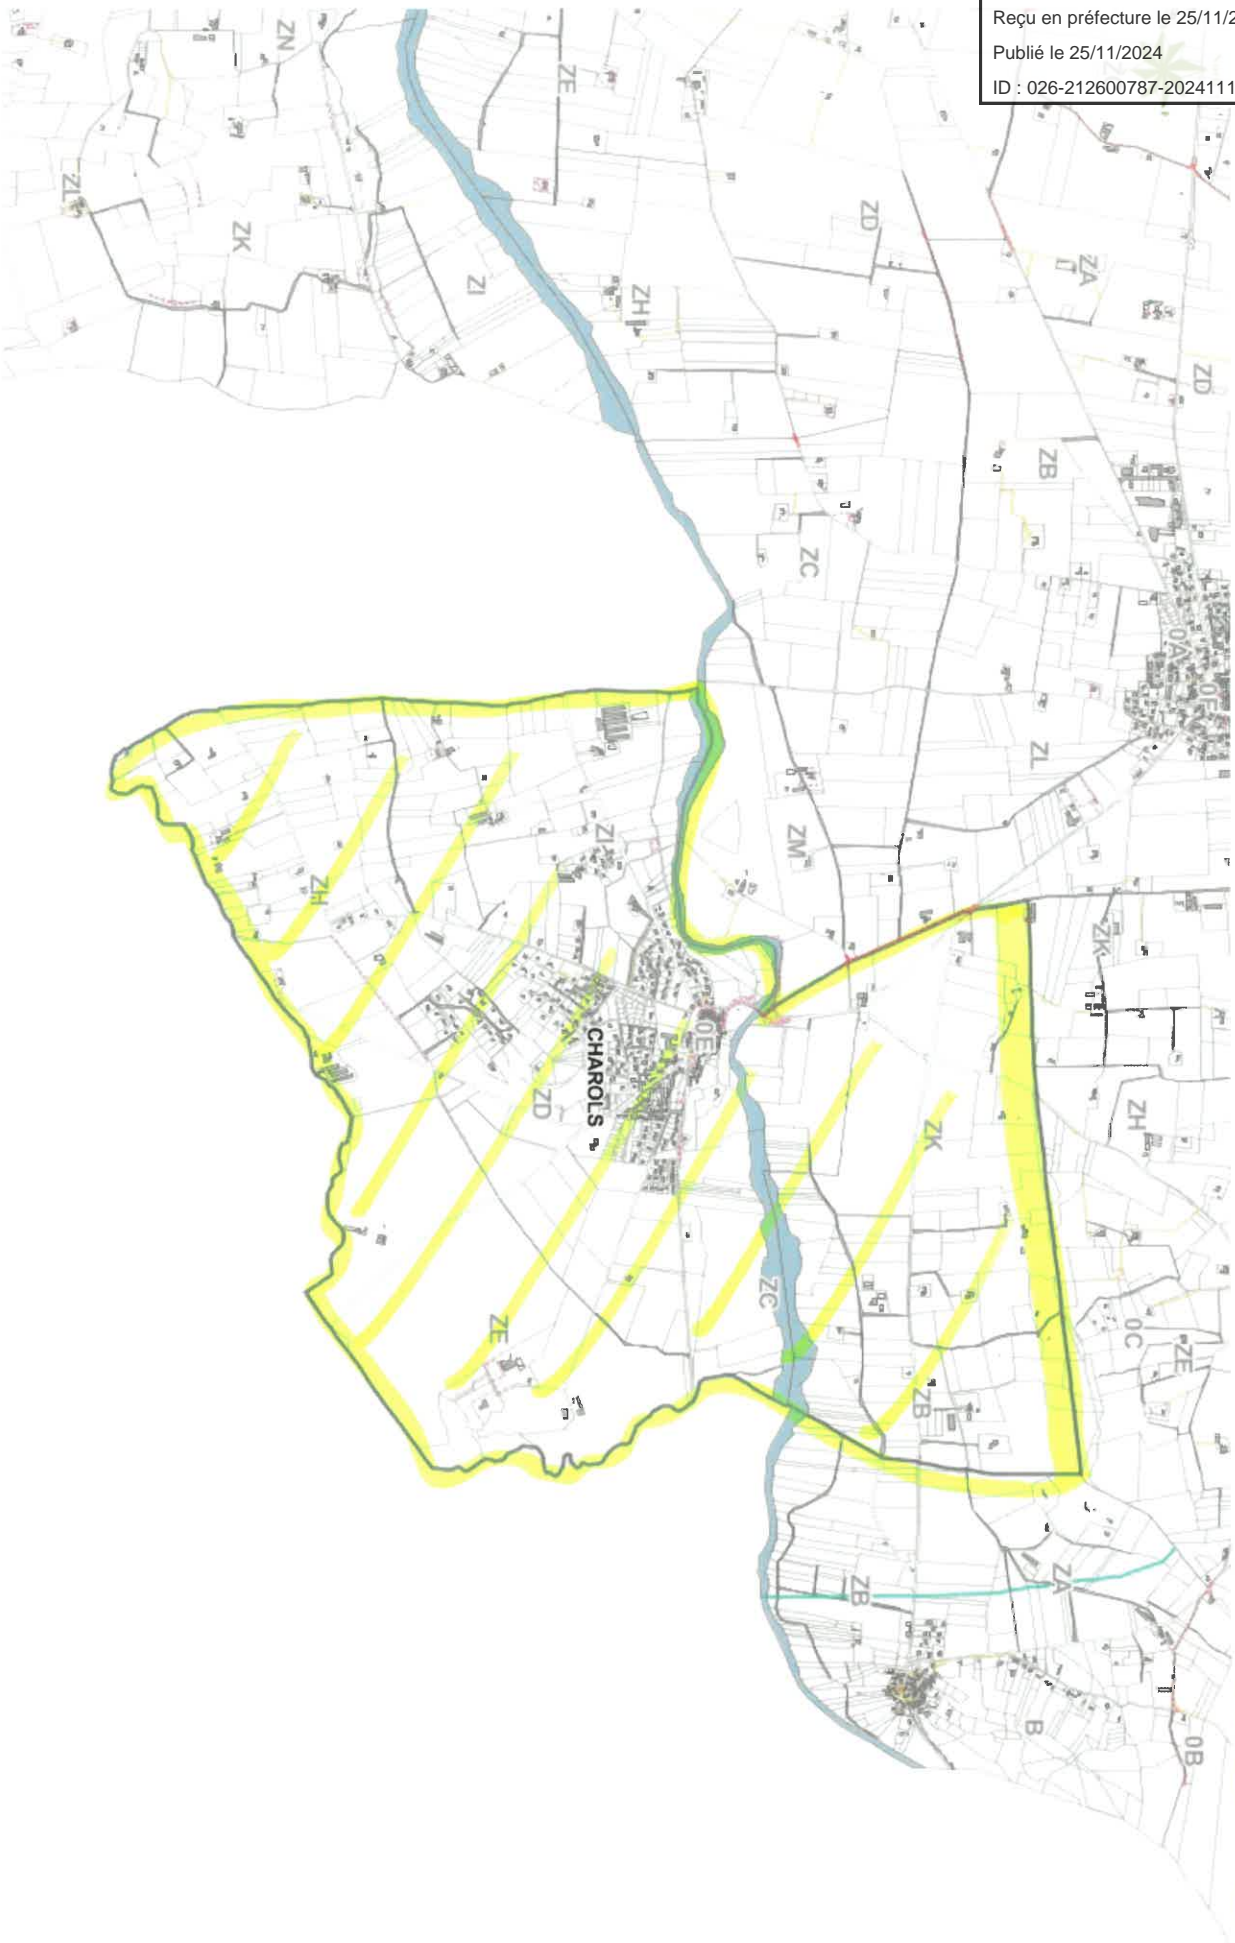 Reçu en préfecture le 25/11/2
Publié le 25/11/2024
ID : 026-212600787-2024111
ZN
ZE
ZL
ZK
ZI
ZH
ZD
ZA
ZD
ZB
ZC
0A
0F
ZL
ZM
ZI
ZH
ZK
0E
CHAROLS
ZD
ZK
ZH
ZC
0C
ZE
ZE
ZB
ZA
ZB
B
0B